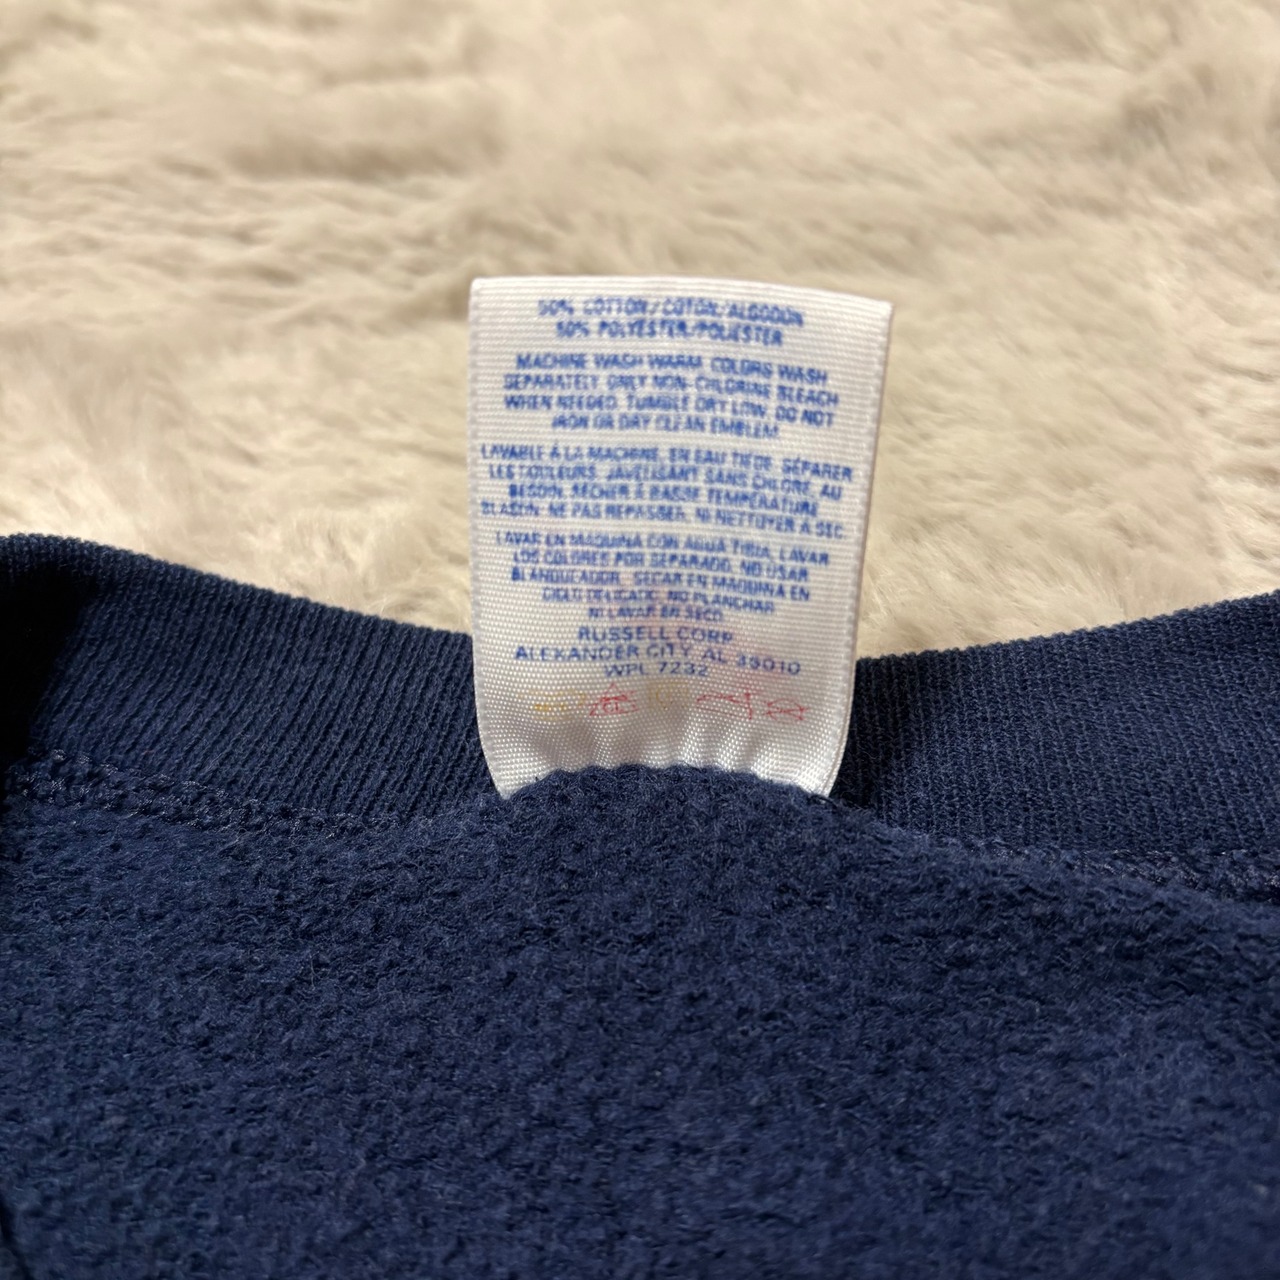 50% COTTON/COTON/ALGODON
50% POLYESTER/POLIESTER
MACHINE WASH WARM, COLORS WASH
SEPARATELY. ONLY NON-CHLORINE BLEACH
WHEN NEEDED. TUMBLE DRY LOW. DO NOT
IRON OR DRY CLEAN EMBLEM.
LAVABLE À LA MACHINE, EN EAU TIEDE. SÉPARER
LES COULEURS. JAVELISANT SANS CHLORE, AU
BESOIN. SÉCHER À BASSE TEMPÉRATURE.
BLASON: NE PAS REPASSER, NI NETTOYER À SEC.
LAVAR EN MAQUINA CON AGUA TIBIA, LAVAR
LOS COLORES POR SEPARADO. NO USAR
BLANQUEADOR. SECAR EN MAQUINA EN
CICLO DELICADO. NO PLANCHAR
NI LAVAR EN SECO.
RUSSELL CORP.
ALEXANDER CITY, AL 35010
WPL 7232